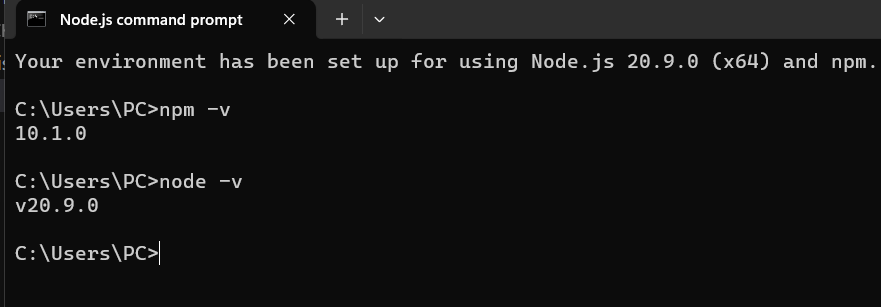 Node.js command prompt
Your environment has been set up for using Node.js 20.9.0 (x64) and npm.
C:\Users\PC>npm -v
10.1.0
C:\Users\PC>node -v
v20.9.0
C:\Users\PC>